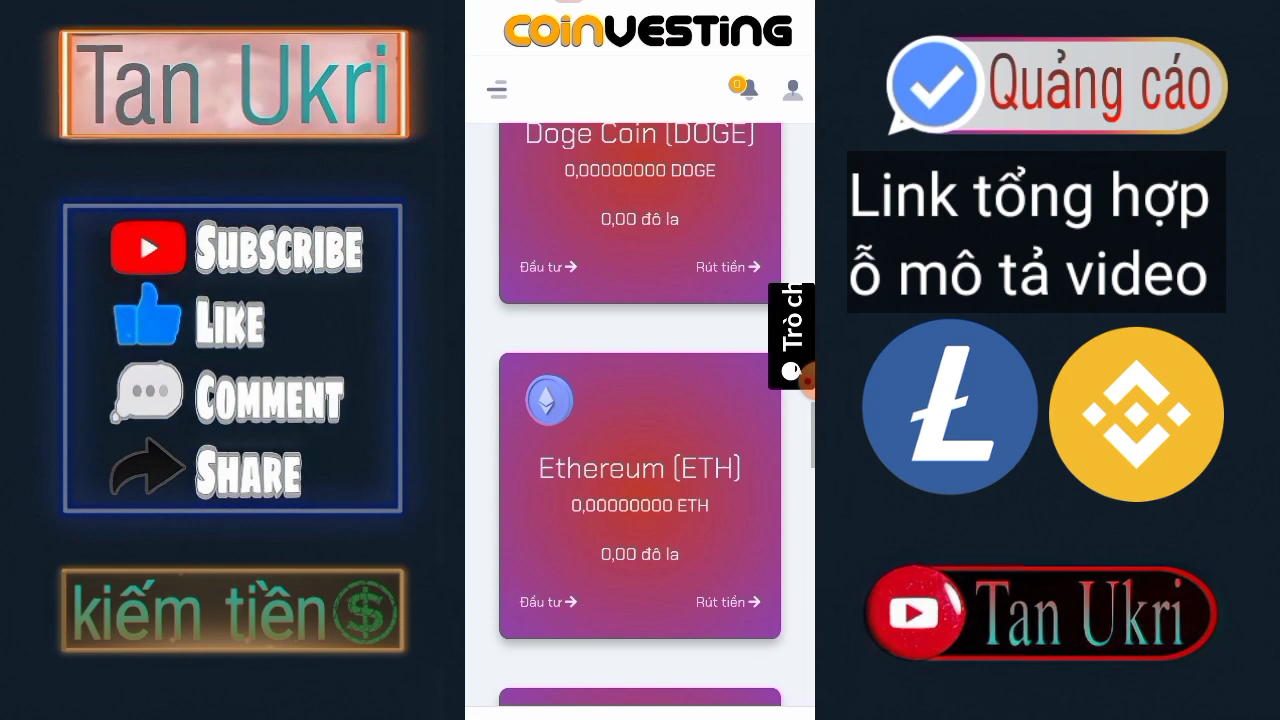 Tan Ukri
SUBSCRIBE
LIKE
COMMENT
SHARE
kiếm tiền
COINVESTING
0
Doge Coin (DOGE)
0,00000000 DOGE
0,00 đô la
Đầu tư
Rút tiền
Trò ch
Ethereum (ETH)
0,00000000 ETH
0,00 đô la
Đầu tư
Rút tiền
Quảng cáo
Link tổng hợp
ỗ mô tả video
Tan Ukri